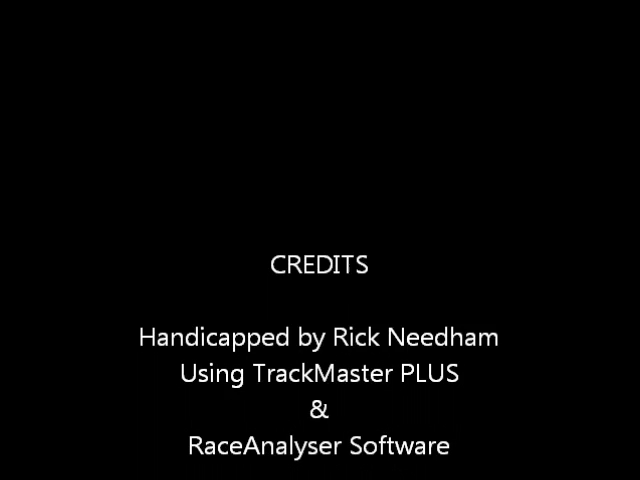 CREDITS
Handicapped by Rick Needham
Using TrackMaster PLUS
&
RaceAnalyser Software